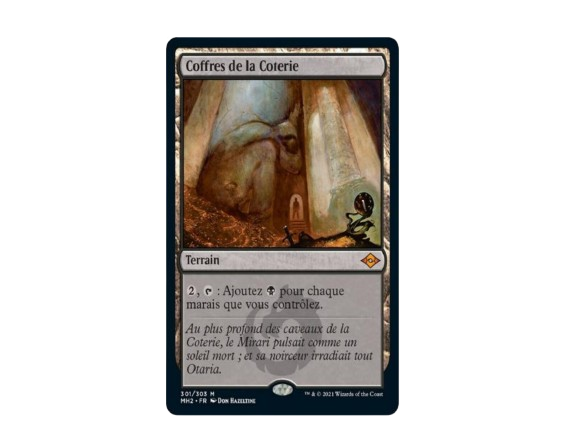 Coffres de la Coterie
Terrain
2, : Ajoutez pour chaque
marais que vous contrôlez.
Au plus profond des caveaux de la
Coterie, le Mirari pulsait comme un
soleil mort ; et sa noirceur irradiait tout
Otaria.
301/303 M
MH2 • FR Don Hazeltine
™ & © 2021 Wizards of the Coast